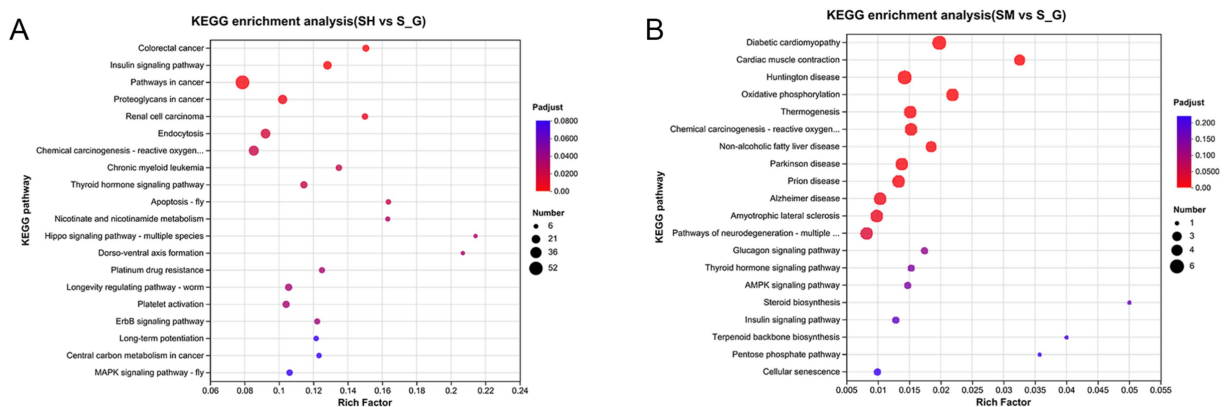 A
KEGG enrichment analysis(SH vs S_G)
KEGG pathway
Colorectal cancer
Insulin signaling pathway
Pathways in cancer
Proteoglycans in cancer
Renal cell carcinoma
Endocytosis
Chemical carcinogenesis - reactive oxygen...
Chronic myeloid leukemia
Thyroid hormone signaling pathway
Apoptosis - fly
Nicotinate and nicotinamide metabolism
Hippo signaling pathway - multiple species
Dorso-ventral axis formation
Platinum drug resistance
Longevity regulating pathway - worm
Platelet activation
ErbB signaling pathway
Long-term potentiation
Central carbon metabolism in cancer
MAPK signaling pathway - fly
0.06 0.08 0.1 0.12 0.14 0.16 0.18 0.2 0.22 0.24
Rich Factor
Padjust
0.0800
0.0600
0.0400
0.0200
0.00
Number
6
21
36
52
B
KEGG enrichment analysis(SM vs S_G)
KEGG pathway
Diabetic cardiomyopathy
Cardiac muscle contraction
Huntington disease
Oxidative phosphorylation
Thermogenesis
Chemical carcinogenesis - reactive oxygen...
Non-alcoholic fatty liver disease
Parkinson disease
Prion disease
Alzheimer disease
Amyotrophic lateral sclerosis
Pathways of neurodegeneration - multiple ...
Glucagon signaling pathway
Thyroid hormone signaling pathway
AMPK signaling pathway
Steroid biosynthesis
Insulin signaling pathway
Terpenoid backbone biosynthesis
Pentose phosphate pathway
Cellular senescence
0.005 0.01 0.015 0.02 0.025 0.03 0.035 0.04 0.045 0.05 0.055
Rich Factor
Padjust
0.200
0.150
0.100
0.0500
0.00
Number
1
3
4
6